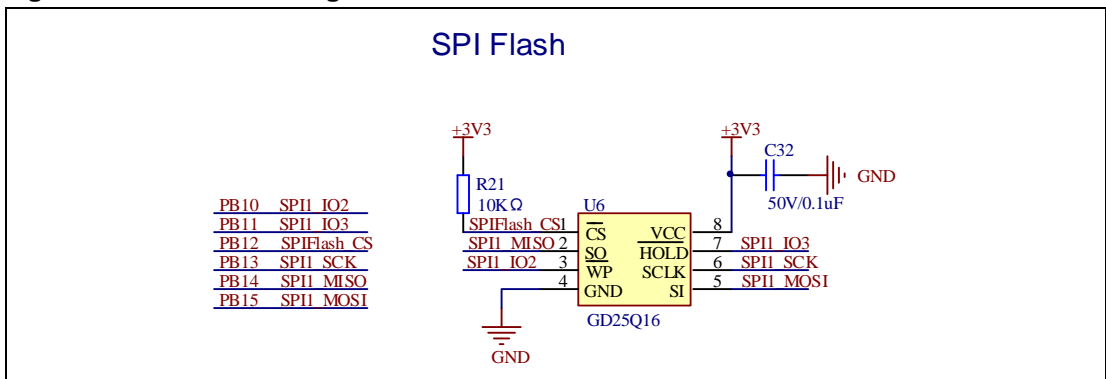 SPI Flash
+3V3
+3V3
C32
GND
50V/0.1uF
R21
10KΩ
U6
PB10 SPI1_IO2
PB11 SPI1_IO3
PB12 SPIFlash_CS
PB13 SPI1_SCK
PB14 SPI1_MISO
PB15 SPI1_MOSI
SPIFlash_CS 1 CS VCC 8
SPI1_MISO 2 SO HOLD 7 SPI1_IO3
SPI1_IO2 3 WP SCLK 6 SPI1_SCK
4 GND SI 5 SPI1_MOSI
GD25Q16
GND